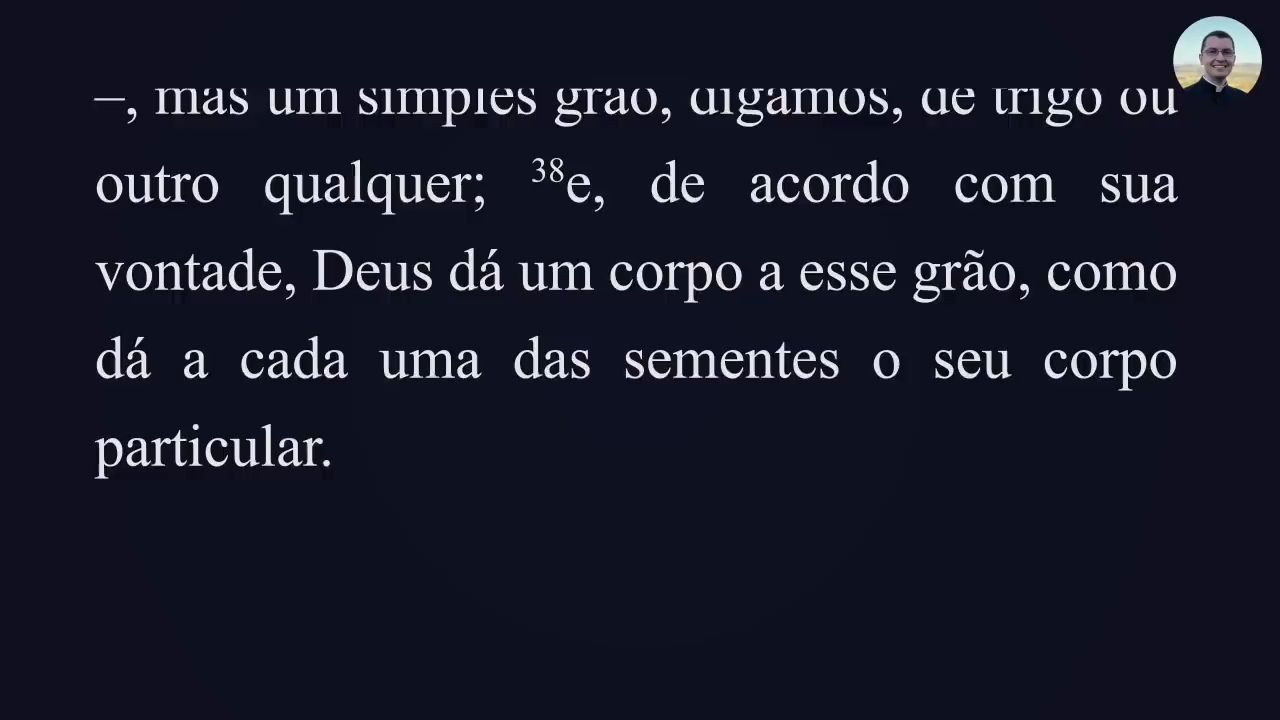 –, mas um simples grão, digamos, de trigo ou
outro qualquer; ³⁸e, de acordo com sua
vontade, Deus dá um corpo a esse grão, como
dá a cada uma das sementes o seu corpo
particular.